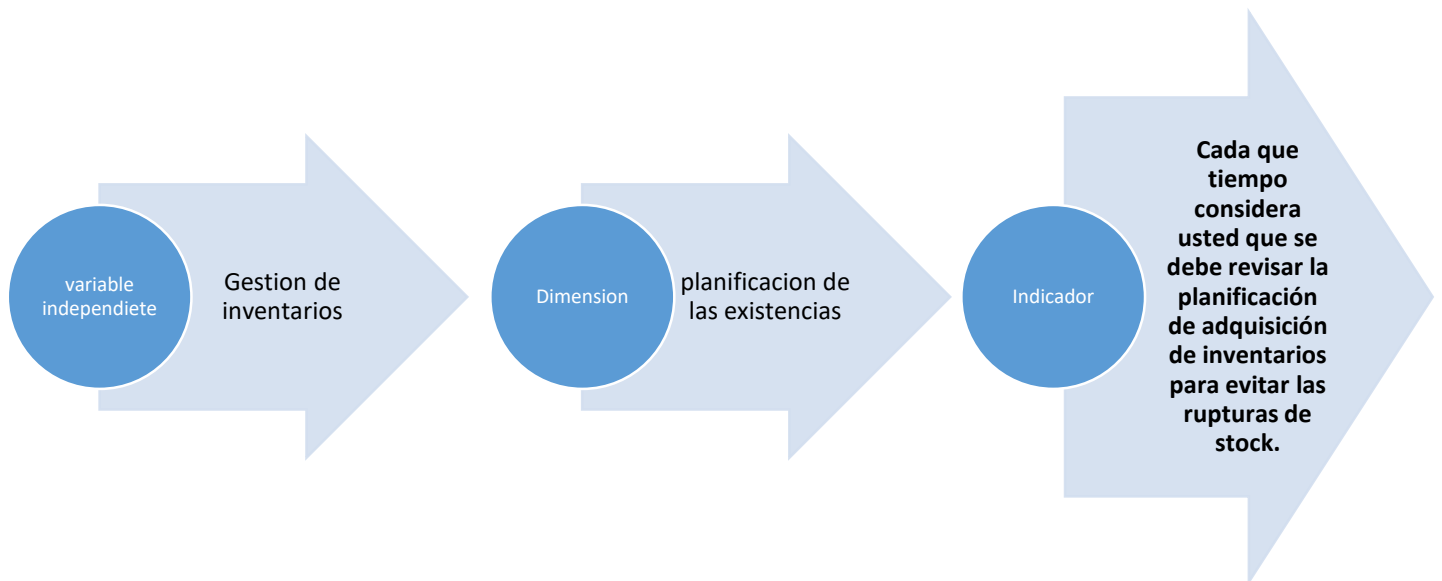 variable
independiete
Gestion de
inventarios
Dimension
planificacion de
las existencias
Indicador
Cada que
tiempo
considera
usted que se
debe revisar la
planificación
de adquisición
de inventarios
para evitar las
rupturas de
stock.